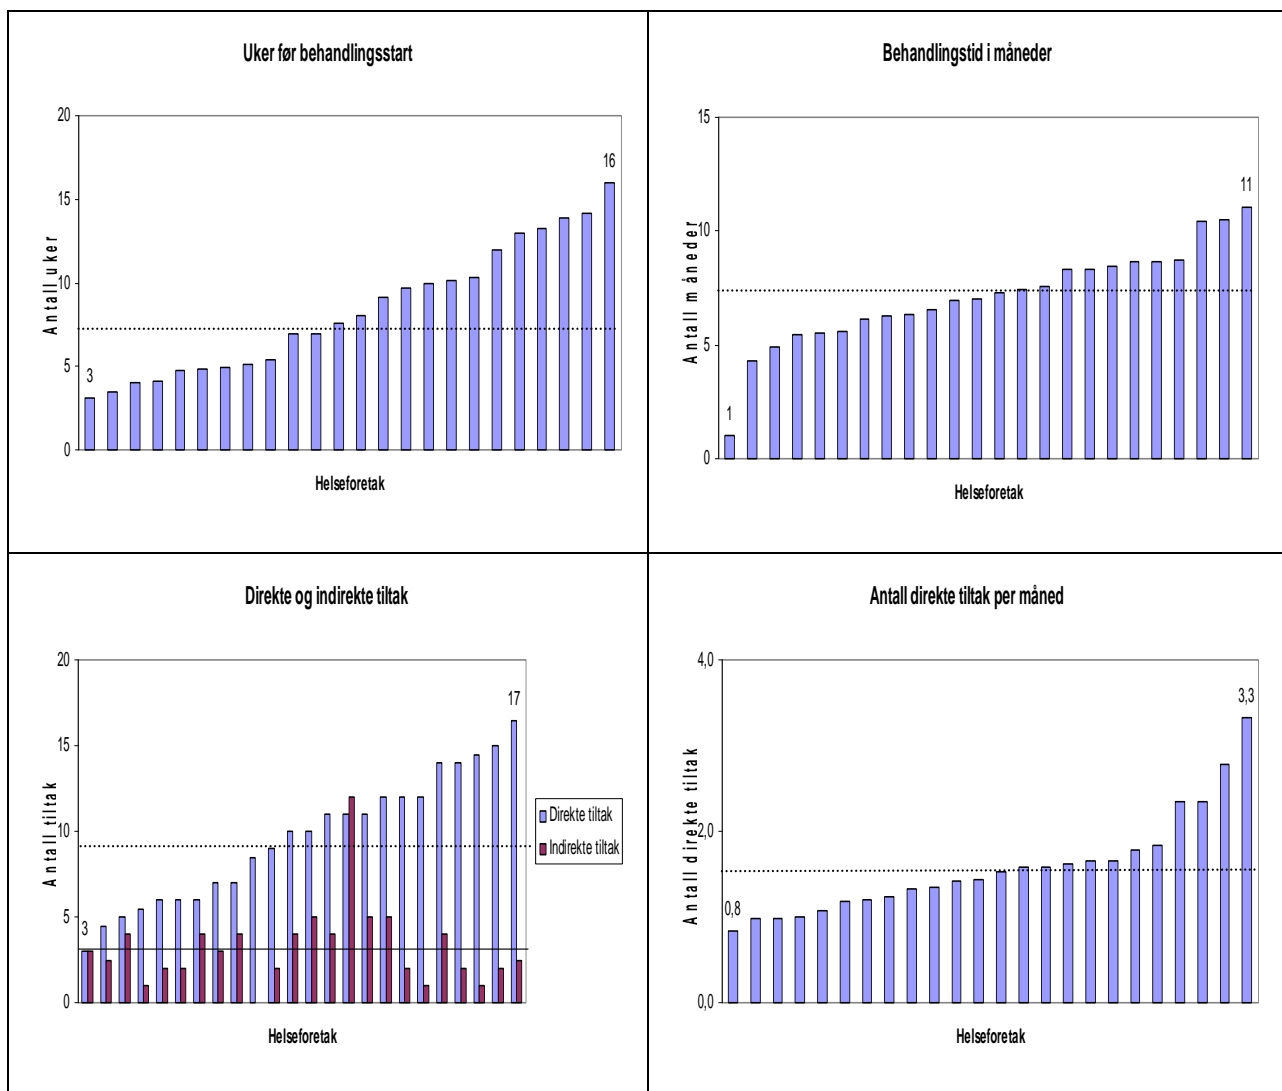 Uker før behandlingsstart
20
15
10
5
0
3
16
Antall uker
Helseforetak
Behandlingstid i måneder
15
10
5
0
1
11
Antall måneder
Helseforetak
Direkte og indirekte tiltak
20
15
10
5
0
3
17
Antall tiltak
Direkte tiltak
Indirekte tiltak
Helseforetak
Antall direkte tiltak per måned
4,0
2,0
0,0
0,8
3,3
Antall direkte tiltak
Helseforetak